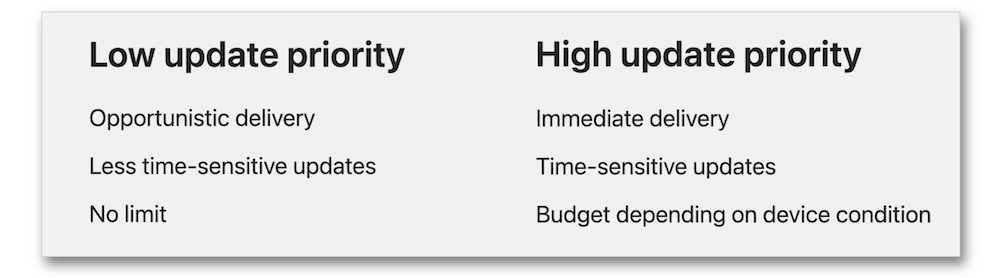 Low update priority
Opportunistic delivery
Less time-sensitive updates
No limit
High update priority
Immediate delivery
Time-sensitive updates
Budget depending on device condition